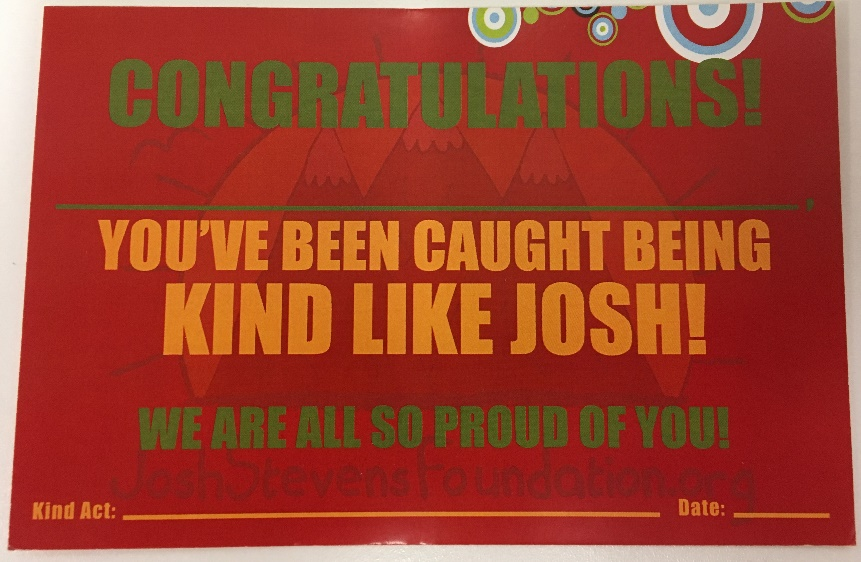 CONGRATULATIONS!
,
YOU'VE BEEN CAUGHT BEING
KIND LIKE JOSH!
WE ARE ALL SO PROUD OF YOU!
JoshStevensFoundation.org
Kind Act: Date: